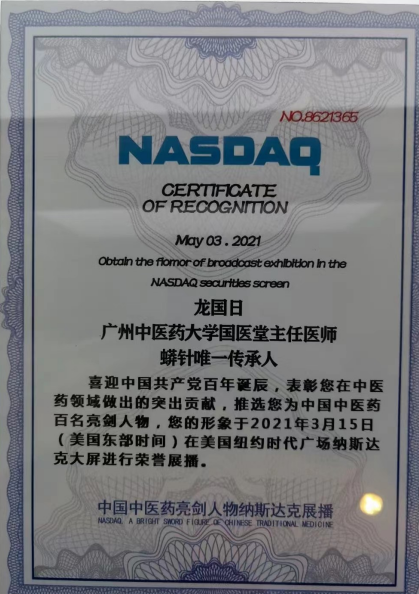 NO.8621365
NASDAQ
CERTIFICATE
OF RECOGNITION
May 03 . 2021
Obtain the flomor of broadcast exhibition in the
NASDAQ securities screen
龙国日
广州中医药大学国医堂主任医师
蟒针唯一传承人
喜迎中国共产党百年诞辰，表彰您在中医
药领域做出的突出贡献，推选您为中国中医药
百名亮剑人物，您的形象于2021年3月15日
（美国东部时间）在美国纽约时代广场纳斯达
克大屏进行荣誉展播。
中国中医药亮剑人物纳斯达克展播
NASDAQ, A BRIGHT SWORD FIGURE OF CHINESE TRADITIONAL MEDICINE